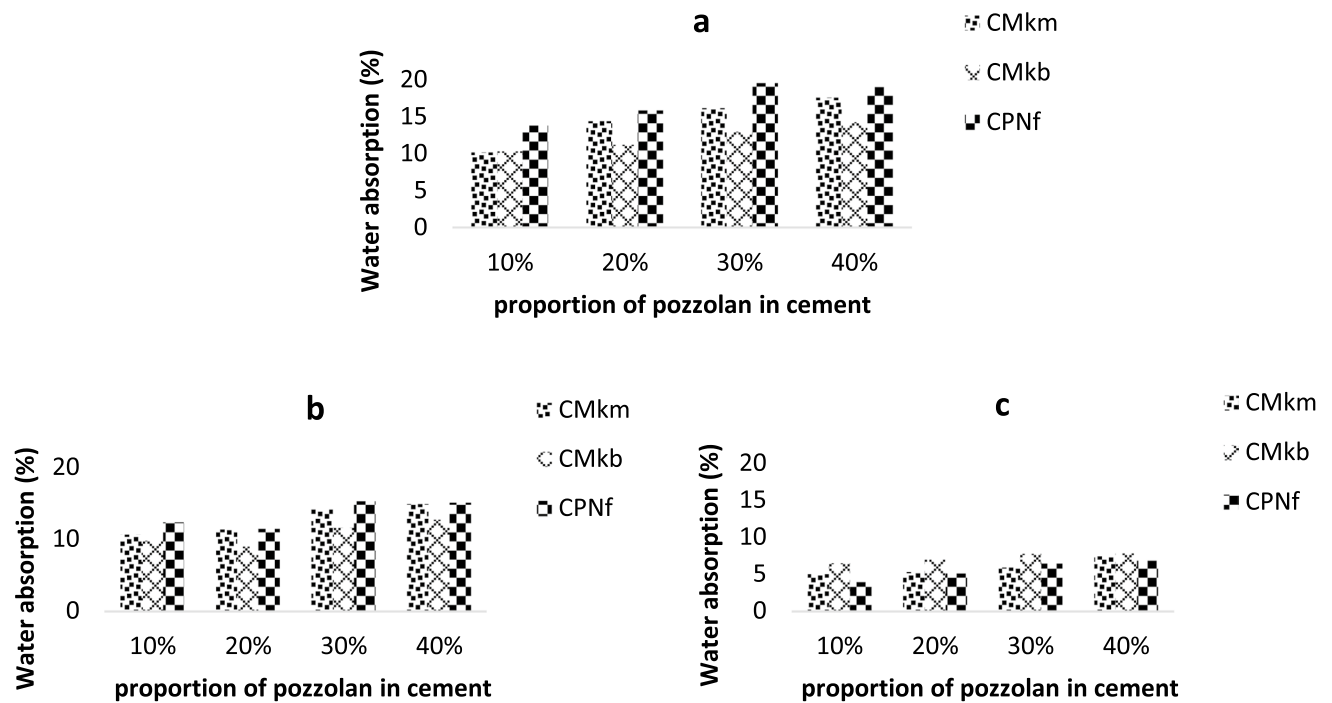 a
CMkm
CMkb
CPNf
Water absorption (%)
20
15
10
5
0
10% 20% 30% 40%
proportion of pozzolan in cement
b
CMkm
CMkb
CPNf
Water absorption (%)
20
10
0
10% 20% 30% 40%
proportion of pozzolan in cement
c
CMkm
CMkb
CPNf
Water absorption (%)
20
15
10
5
0
10% 20% 30% 40%
proportion of pozzolan in cement